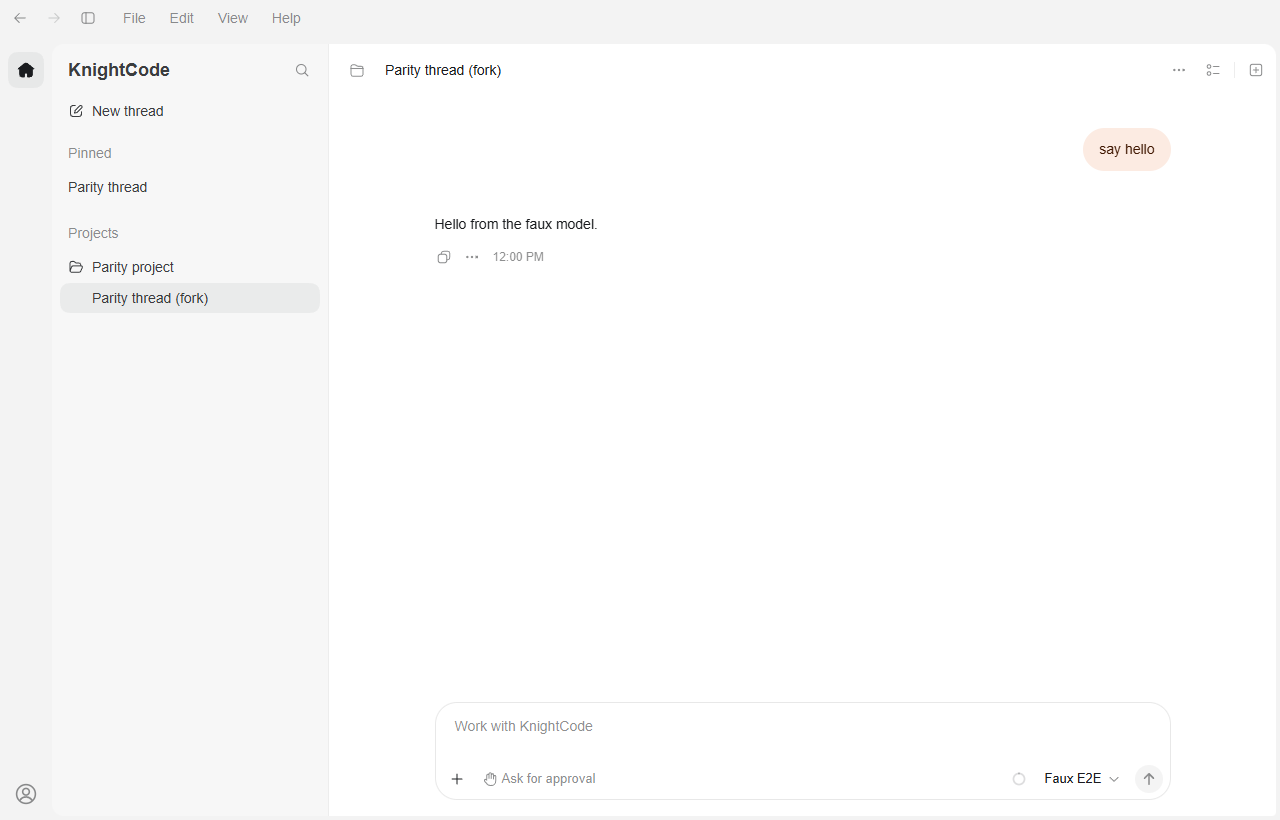 File Edit View Help
KnightCode
New thread
Pinned
Parity thread
Projects
Parity project
Parity thread (fork)
Parity thread (fork)
say hello
Hello from the faux model.
12:00 PM
Work with KnightCode
Ask for approval
Faux E2E